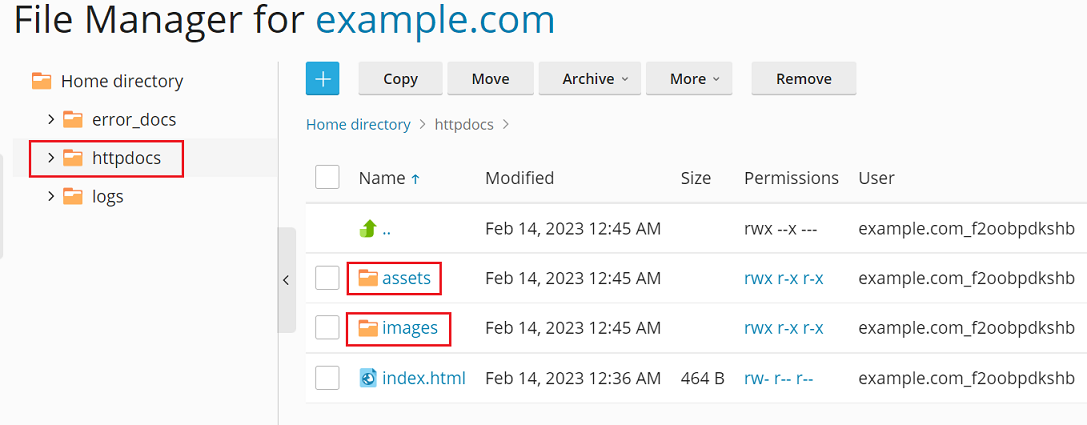 File Manager for example.com
Home directory
error_docs
httpdocs
logs
Copy Move Archive More Remove
Home directory > httpdocs >
Name ↑ Modified Size Permissions User
.. Feb 14, 2023 12:45 AM rwx --x --- example.com_f2oobpdkshb
assets Feb 14, 2023 12:45 AM rwx r-x r-x example.com_f2oobpdkshb
images Feb 14, 2023 12:45 AM rwx r-x r-x example.com_f2oobpdkshb
index.html Feb 14, 2023 12:36 AM 464 B rw- r-- r-- example.com_f2oobpdkshb